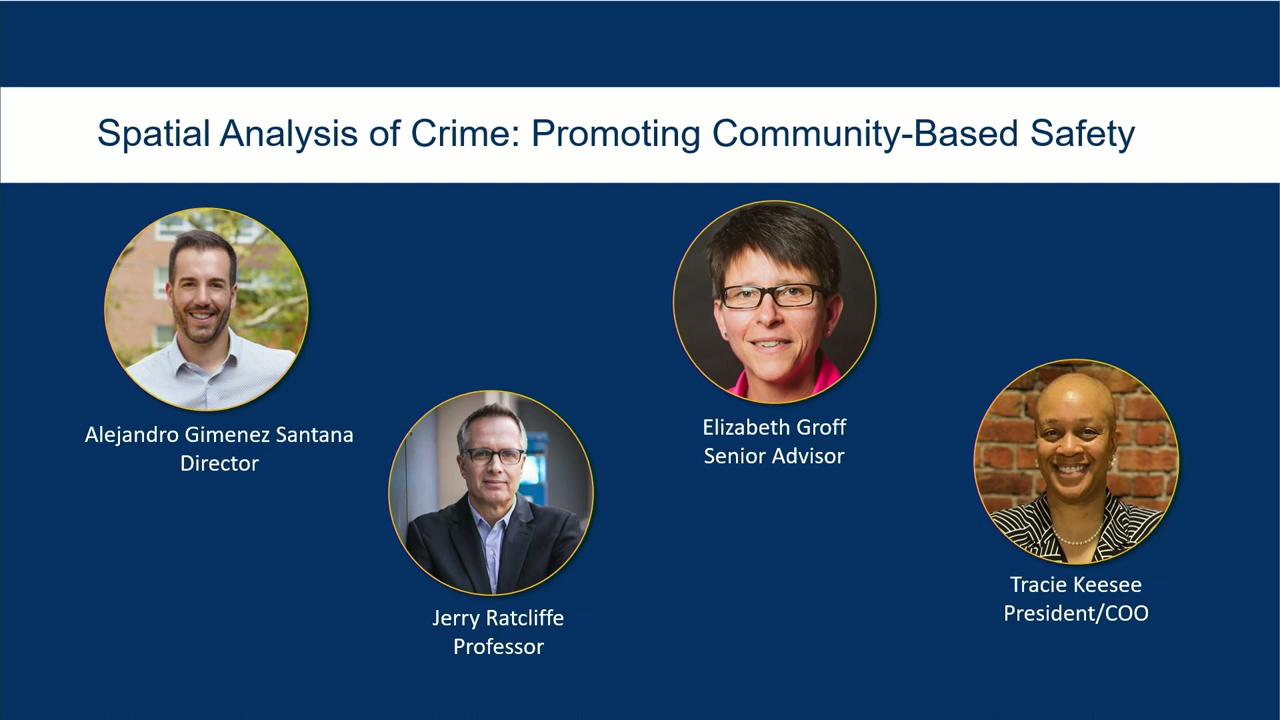 Spatial Analysis of Crime: Promoting Community-Based Safety
Alejandro Gimenez Santana
Director
Jerry Ratcliffe
Professor
Elizabeth Groff
Senior Advisor
Tracie Keesee
President/COO